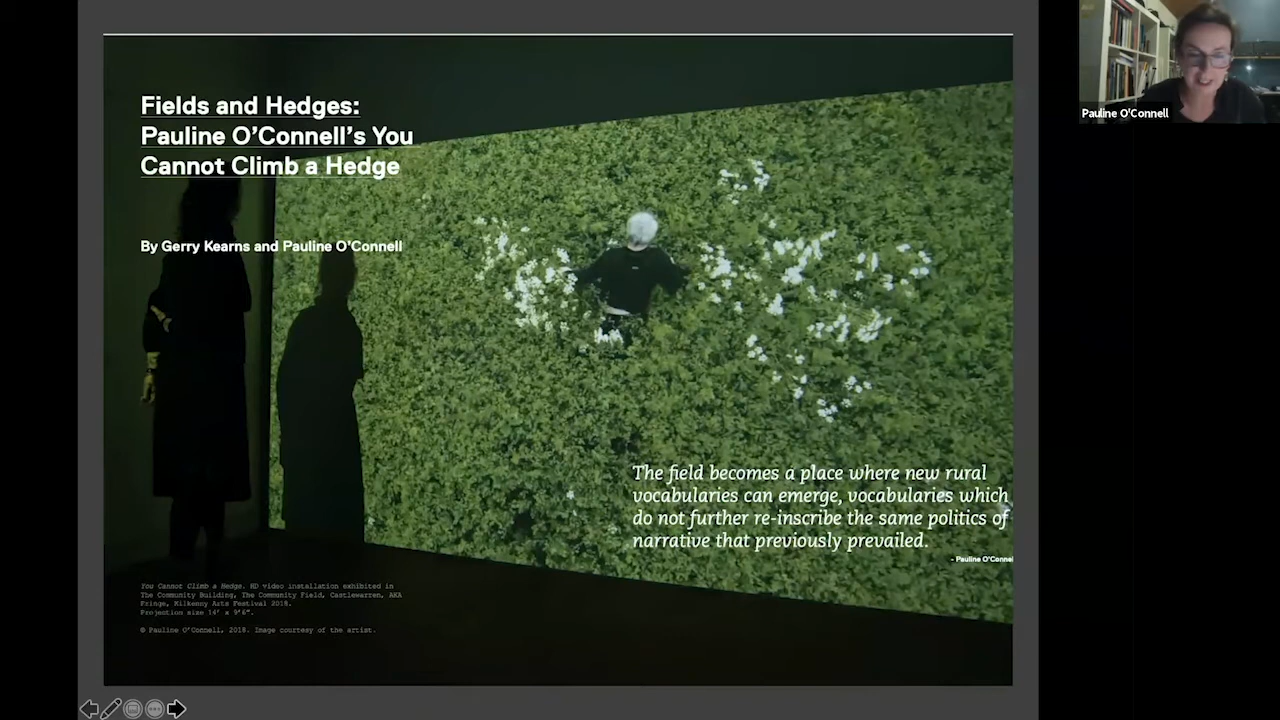 Fields and Hedges:
Pauline O'Connell's You
Cannot Climb a Hedge
By Gerry Kearns and Pauline O'Connell
The field becomes a place where new rural
vocabularies can emerge, vocabularies which
do not further re-inscribe the same politics of
narrative that previously prevailed.
- Pauline O'Connel
You Cannot Climb a Hedge. HD video installation exhibited in
The Community Building, The Community Field, Castlewarren, AKA
Fringe, Kilkenny Arts Festival 2018.
Projection size 14' x 9'6".
© Pauline O'Connell, 2018. Image courtesy of the artist.
Pauline O'Connell